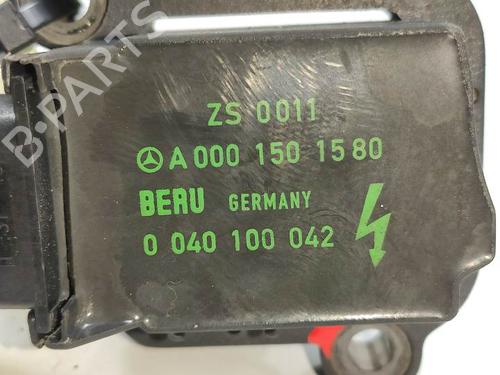 B-PARTS
ZS 0011
A 000 150 15 80
BERU GERMANY
0 040 100 042